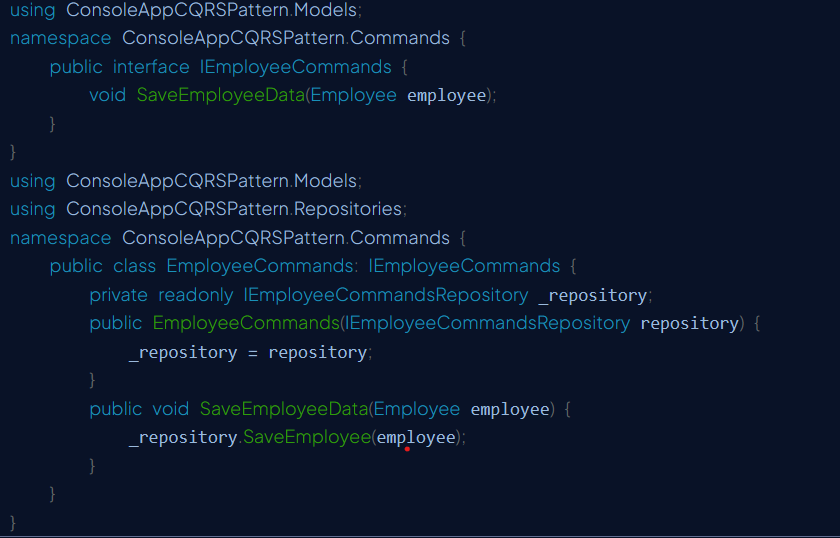 using ConsoleAppCQRSPattern.Models;
namespace ConsoleAppCQRSPattern.Commands {
    public interface IEmployeeCommands {
        void SaveEmployeeData(Employee employee);
    }
}
using ConsoleAppCQRSPattern.Models;
using ConsoleAppCQRSPattern.Repositories;
namespace ConsoleAppCQRSPattern.Commands {
    public class EmployeeCommands: IEmployeeCommands {
        private readonly IEmployeeCommandsRepository _repository;
        public EmployeeCommands(IEmployeeCommandsRepository repository) {
            _repository = repository;
        }
        public void SaveEmployeeData(Employee employee) {
            _repository.SaveEmployee(employee);
        }
    }
}